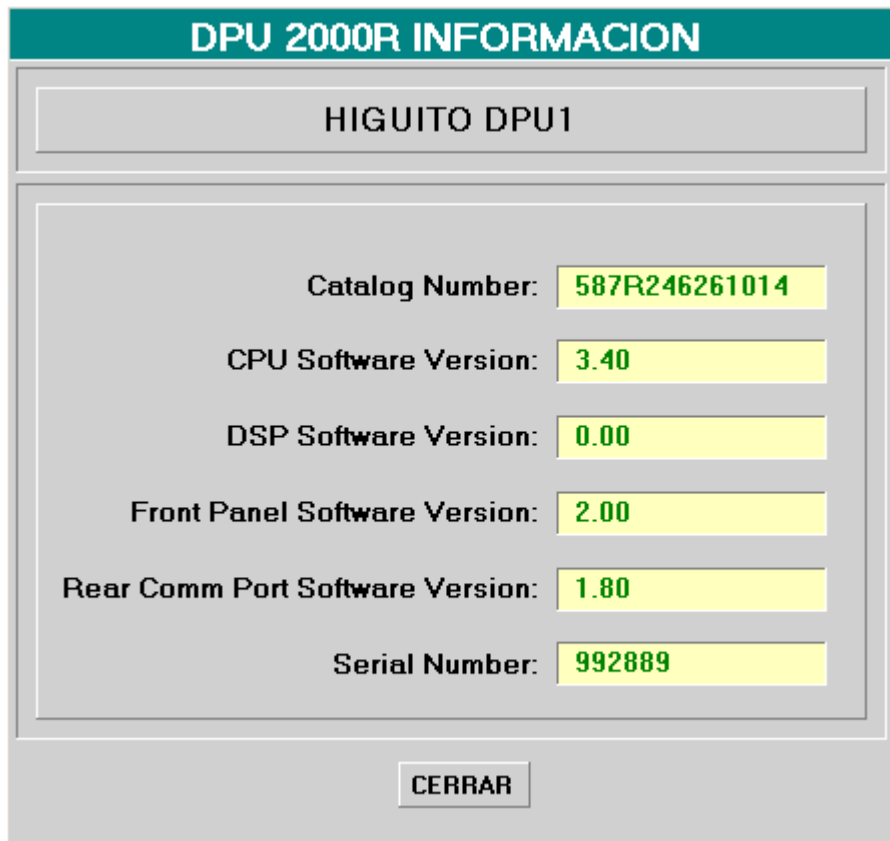 DPU 2000R INFORMACION
HIGUITO DPU1
Catalog Number: 587R246261014
CPU Software Version: 3.40
DSP Software Version: 0.00
Front Panel Software Version: 2.00
Rear Comm Port Software Version: 1.80
Serial Number: 992889
CERRAR